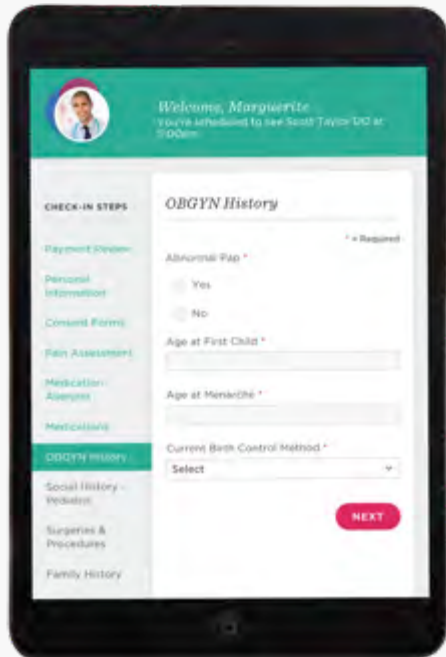 Welcome, Marguerite
You're scheduled to see Scott Taylor DO at
5:00pm
CHECK-IN STEPS
Payment Review
Personal
Information
Consent Forms
Pain Assessment
Medication
Allergies
Medications
OBGYN History
Social History -
Pediatric
Surgeries &
Procedures
Family History
OBGYN History
* = Required
Abnormal Pap *
Yes
No
Age at First Child *
Age at Menarche *
Current Birth Control Method *
Select
NEXT